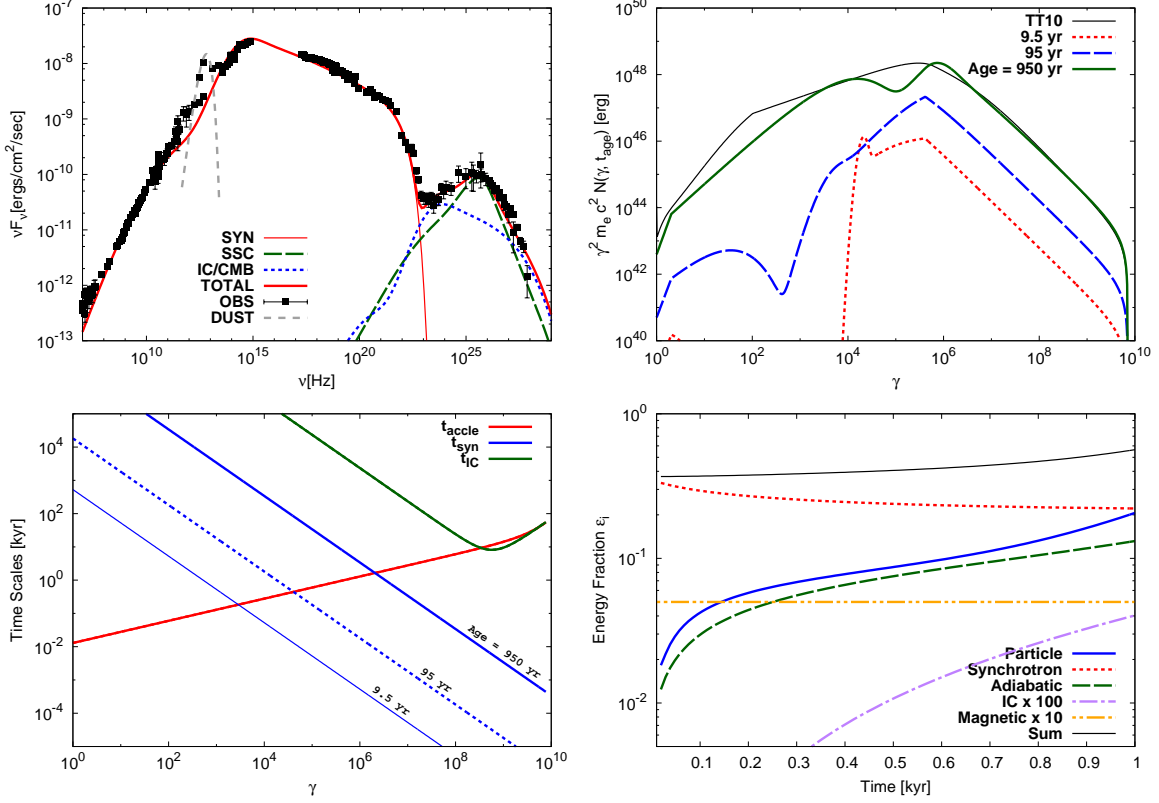 10^-7
10^-8
10^-9
10^-10
10^-11
10^-12
10^-13
νF_ν[ergs/cm^2/sec]
SYN
SSC
IC/CMB
TOTAL
OBS
DUST
10^10
10^15
10^20
10^25
ν[Hz]
10^50
10^48
10^46
10^44
10^42
10^40
γ^2 m_e c^2 N(γ, t_age) [erg]
TT10
9.5 yr
95 yr
Age = 950 yr
10^0
10^2
10^4
10^6
10^8
10^10
γ
10^4
10^2
10^0
10^-2
10^-4
Time Scales [kyr]
t_accle
t_syn
t_IC
Age = 950 yr
95 yr
9.5 yr
10^0
10^2
10^4
10^6
10^8
10^10
γ
10^0
10^-1
10^-2
Energy Fraction ε_i
Particle
Synchrotron
Adiabatic
IC x 100
Magnetic x 10
Sum
0.1
0.2
0.3
0.4
0.5
0.6
0.7
0.8
0.9
1
Time [kyr]